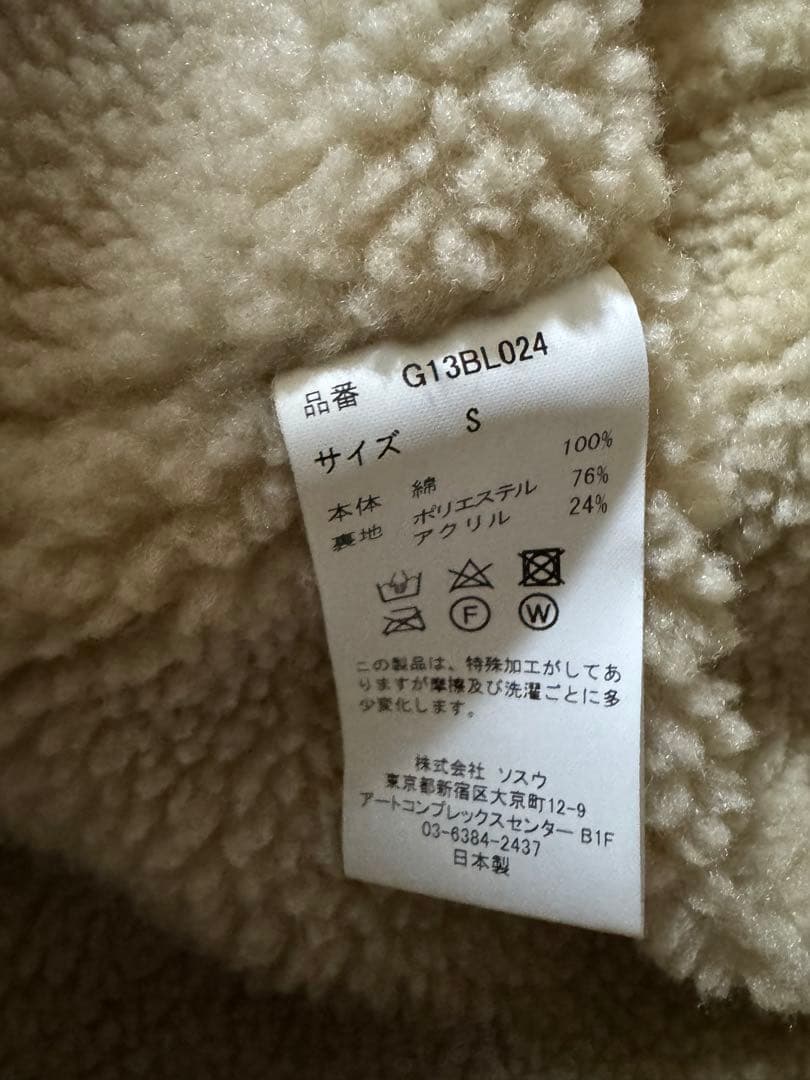 品番 G13BL024
サイズ S
本体 綿 100%
裏地 ポリエステル 76%
アクリル 24%
F W
この製品は、特殊加工がしてあ
りますが摩擦及び洗濯ごとに多
少変化します。
株式会社 ソスウ
東京都新宿区大京町12-9
アートコンプレックスセンター B1F
03-6384-2437
日本製